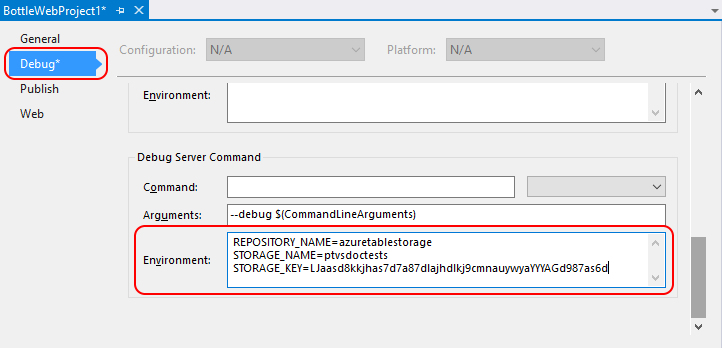 BottleWebProject1*
General
Debug*
Publish
Web
Configuration: N/A
Platform: N/A
Environment:
Debug Server Command
Command:
Arguments: --debug $(CommandLineArguments)
Environment:
REPOSITORY_NAME=azuretablestorage
STORAGE_NAME=ptvsdoctests
STORAGE_KEY=LJaasd8kkjhas7d7a87dlajhdlkj9cmnauywyaYYYAGd987as6d